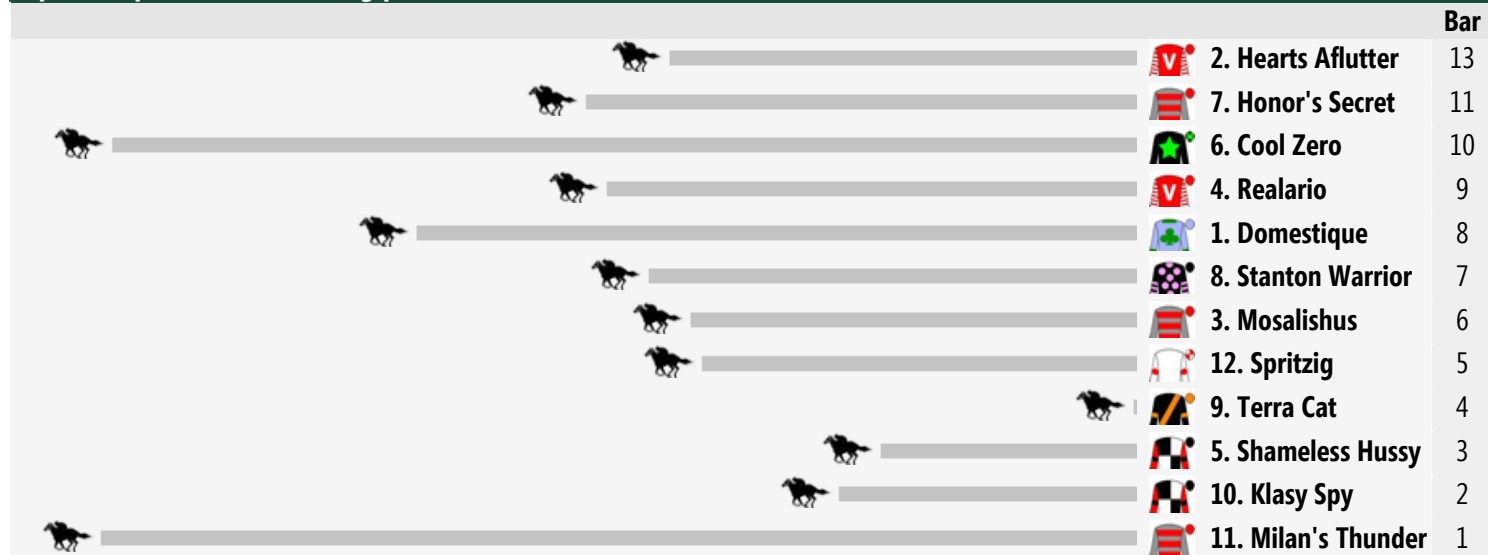 Bar
2. Hearts Aflutter 13
7. Honor's Secret 11
6. Cool Zero 10
4. Realario 9
1. Domestique 8
8. Stanton Warrior 7
3. Mosalishus 6
12. Spritzig 5
9. Terra Cat 4
5. Shameless Hussy 3
10. Klasy Spy 2
11. Milan's Thunder 1